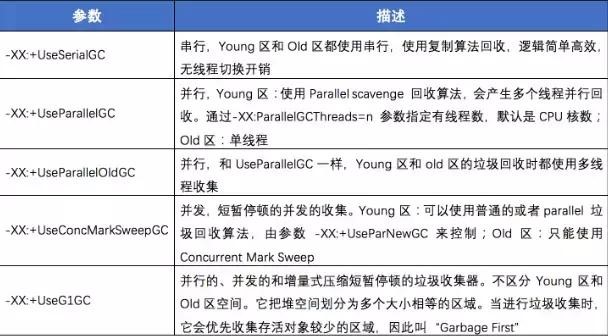 参数 描述
-XX:+UseSerialGC
串行，Young 区和 Old 区都使用串行，使用复制算法回收，逻辑简单高效，
无线程切换开销
-XX:+UseParallelGC
并行，Young 区：使用 Parallel scavenge 回收算法，会产生多个线程并行回
收。通过-XX:ParallelGCThreads=n 参数指定有线程数，默认是 CPU 核数；
Old 区：单线程
-XX:+UseParallelOldGC
并行，和 UseParallelGC 一样，Young 区和 old 区的垃圾回收时都使用多线
程收集
-XX:+UseConcMarkSweepGC
并发，短暂停顿的并发的收集。Young 区：可以使用普通的或者 parallel 垃
圾回收算法，由参数 -XX:+UseParNewGC 来控制；Old 区：只能使用
Concurrent Mark Sweep
-XX:+UseG1GC
并行的、并发的和增量式压缩短暂停顿的垃圾收集器。不区分 Young 区和
Old 区空间。它把堆空间划分为多个大小相等的区域。当进行垃圾收集时，
它会优先收集存活对象较少的区域，因此叫 “Garbage First”